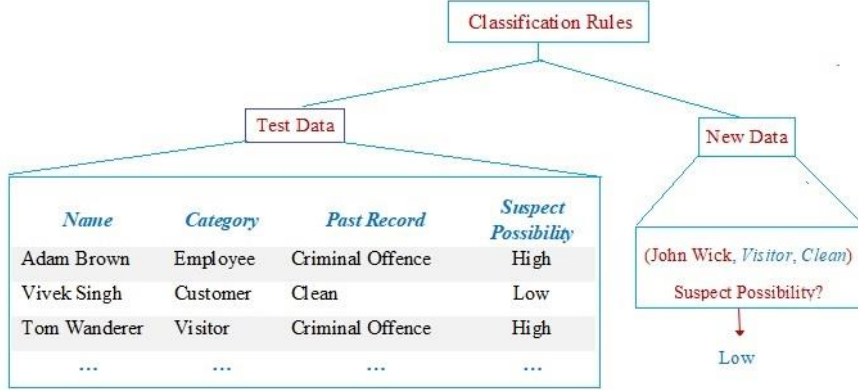 Classification Rules
Test Data
New Data
Name Category Past Record Suspect Possibility
Adam Brown Employee Criminal Offence High
Vivek Singh Customer Clean Low
Tom Wanderer Visitor Criminal Offence High
... ... ... ...
(John Wick, Visitor, Clean)
Suspect Possibility?
Low